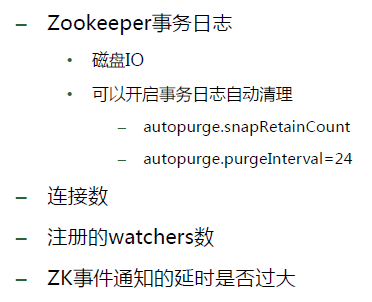 – Zookeeper事务日志
• 磁盘IO
• 可以开启事务日志自动清理
– autopurge.snapRetainCount
– autopurge.purgeInterval=24
– 连接数
– 注册的watchers数
– ZK事件通知的延时是否过大